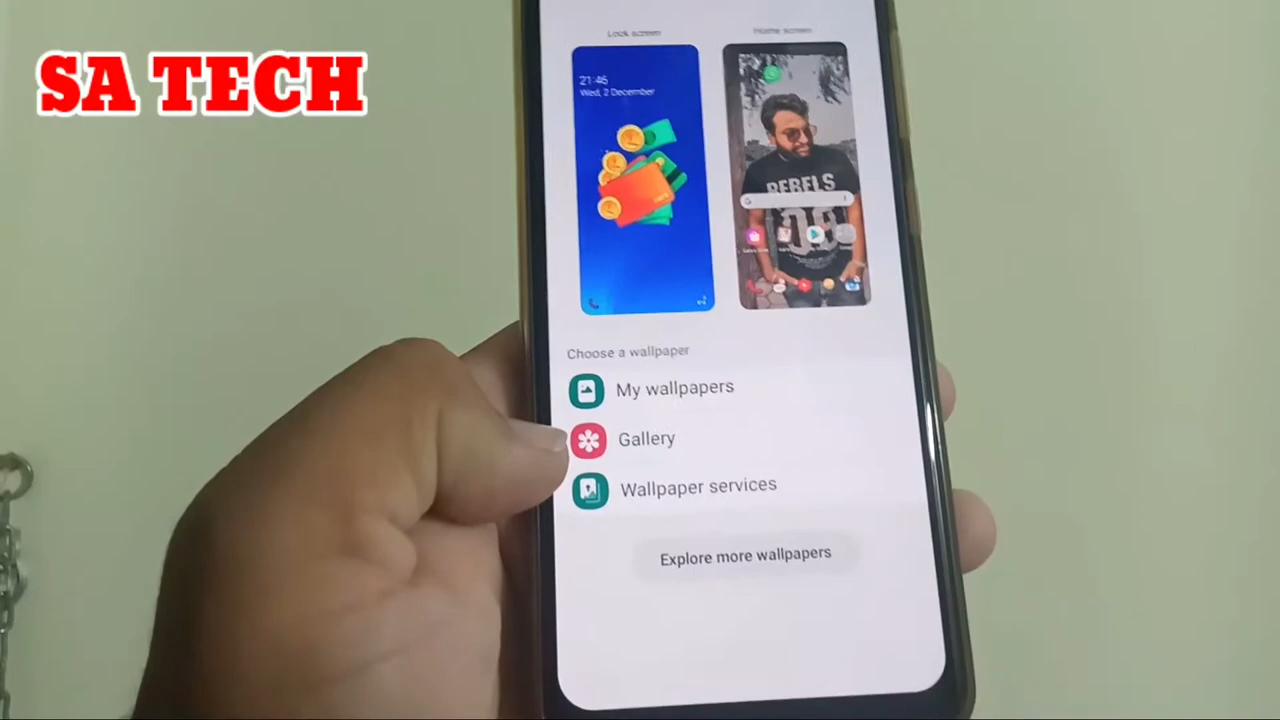 SA TECH
Lock screen
Home screen
21:45
Wed, 2 December
REBELS
Choose a wallpaper
My wallpapers
Gallery
Wallpaper services
Explore more wallpapers